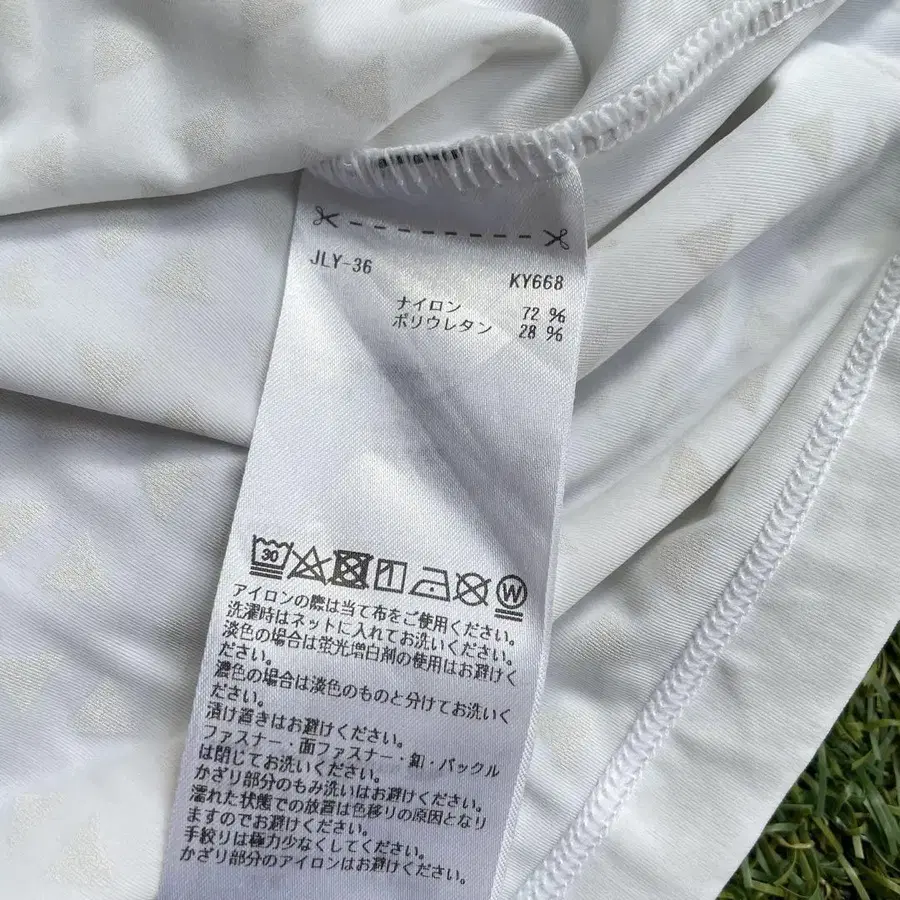 JLY-36 KY668
ナイロン 72 %
ポリウレタン 28 %
30 W
アイロンの際は当て布をご使用ください。
洗濯時はネットに入れてお洗いください。
淡色の場合は蛍光増白剤の使用はお避けく
ださい。
濃色の場合は淡色のものと分けてお洗いく
ださい。
漬け置きはお避けください。
ファスナー・面ファスナー・釦・バックル
は閉じてお洗いください。
かざり部分のもみ洗いはお避けください。
濡れた状態での放置は色移りの原因となり
ますのでお避けください。
手絞りは極力少なくしてください。
かざり部分のアイロンはお避けください。